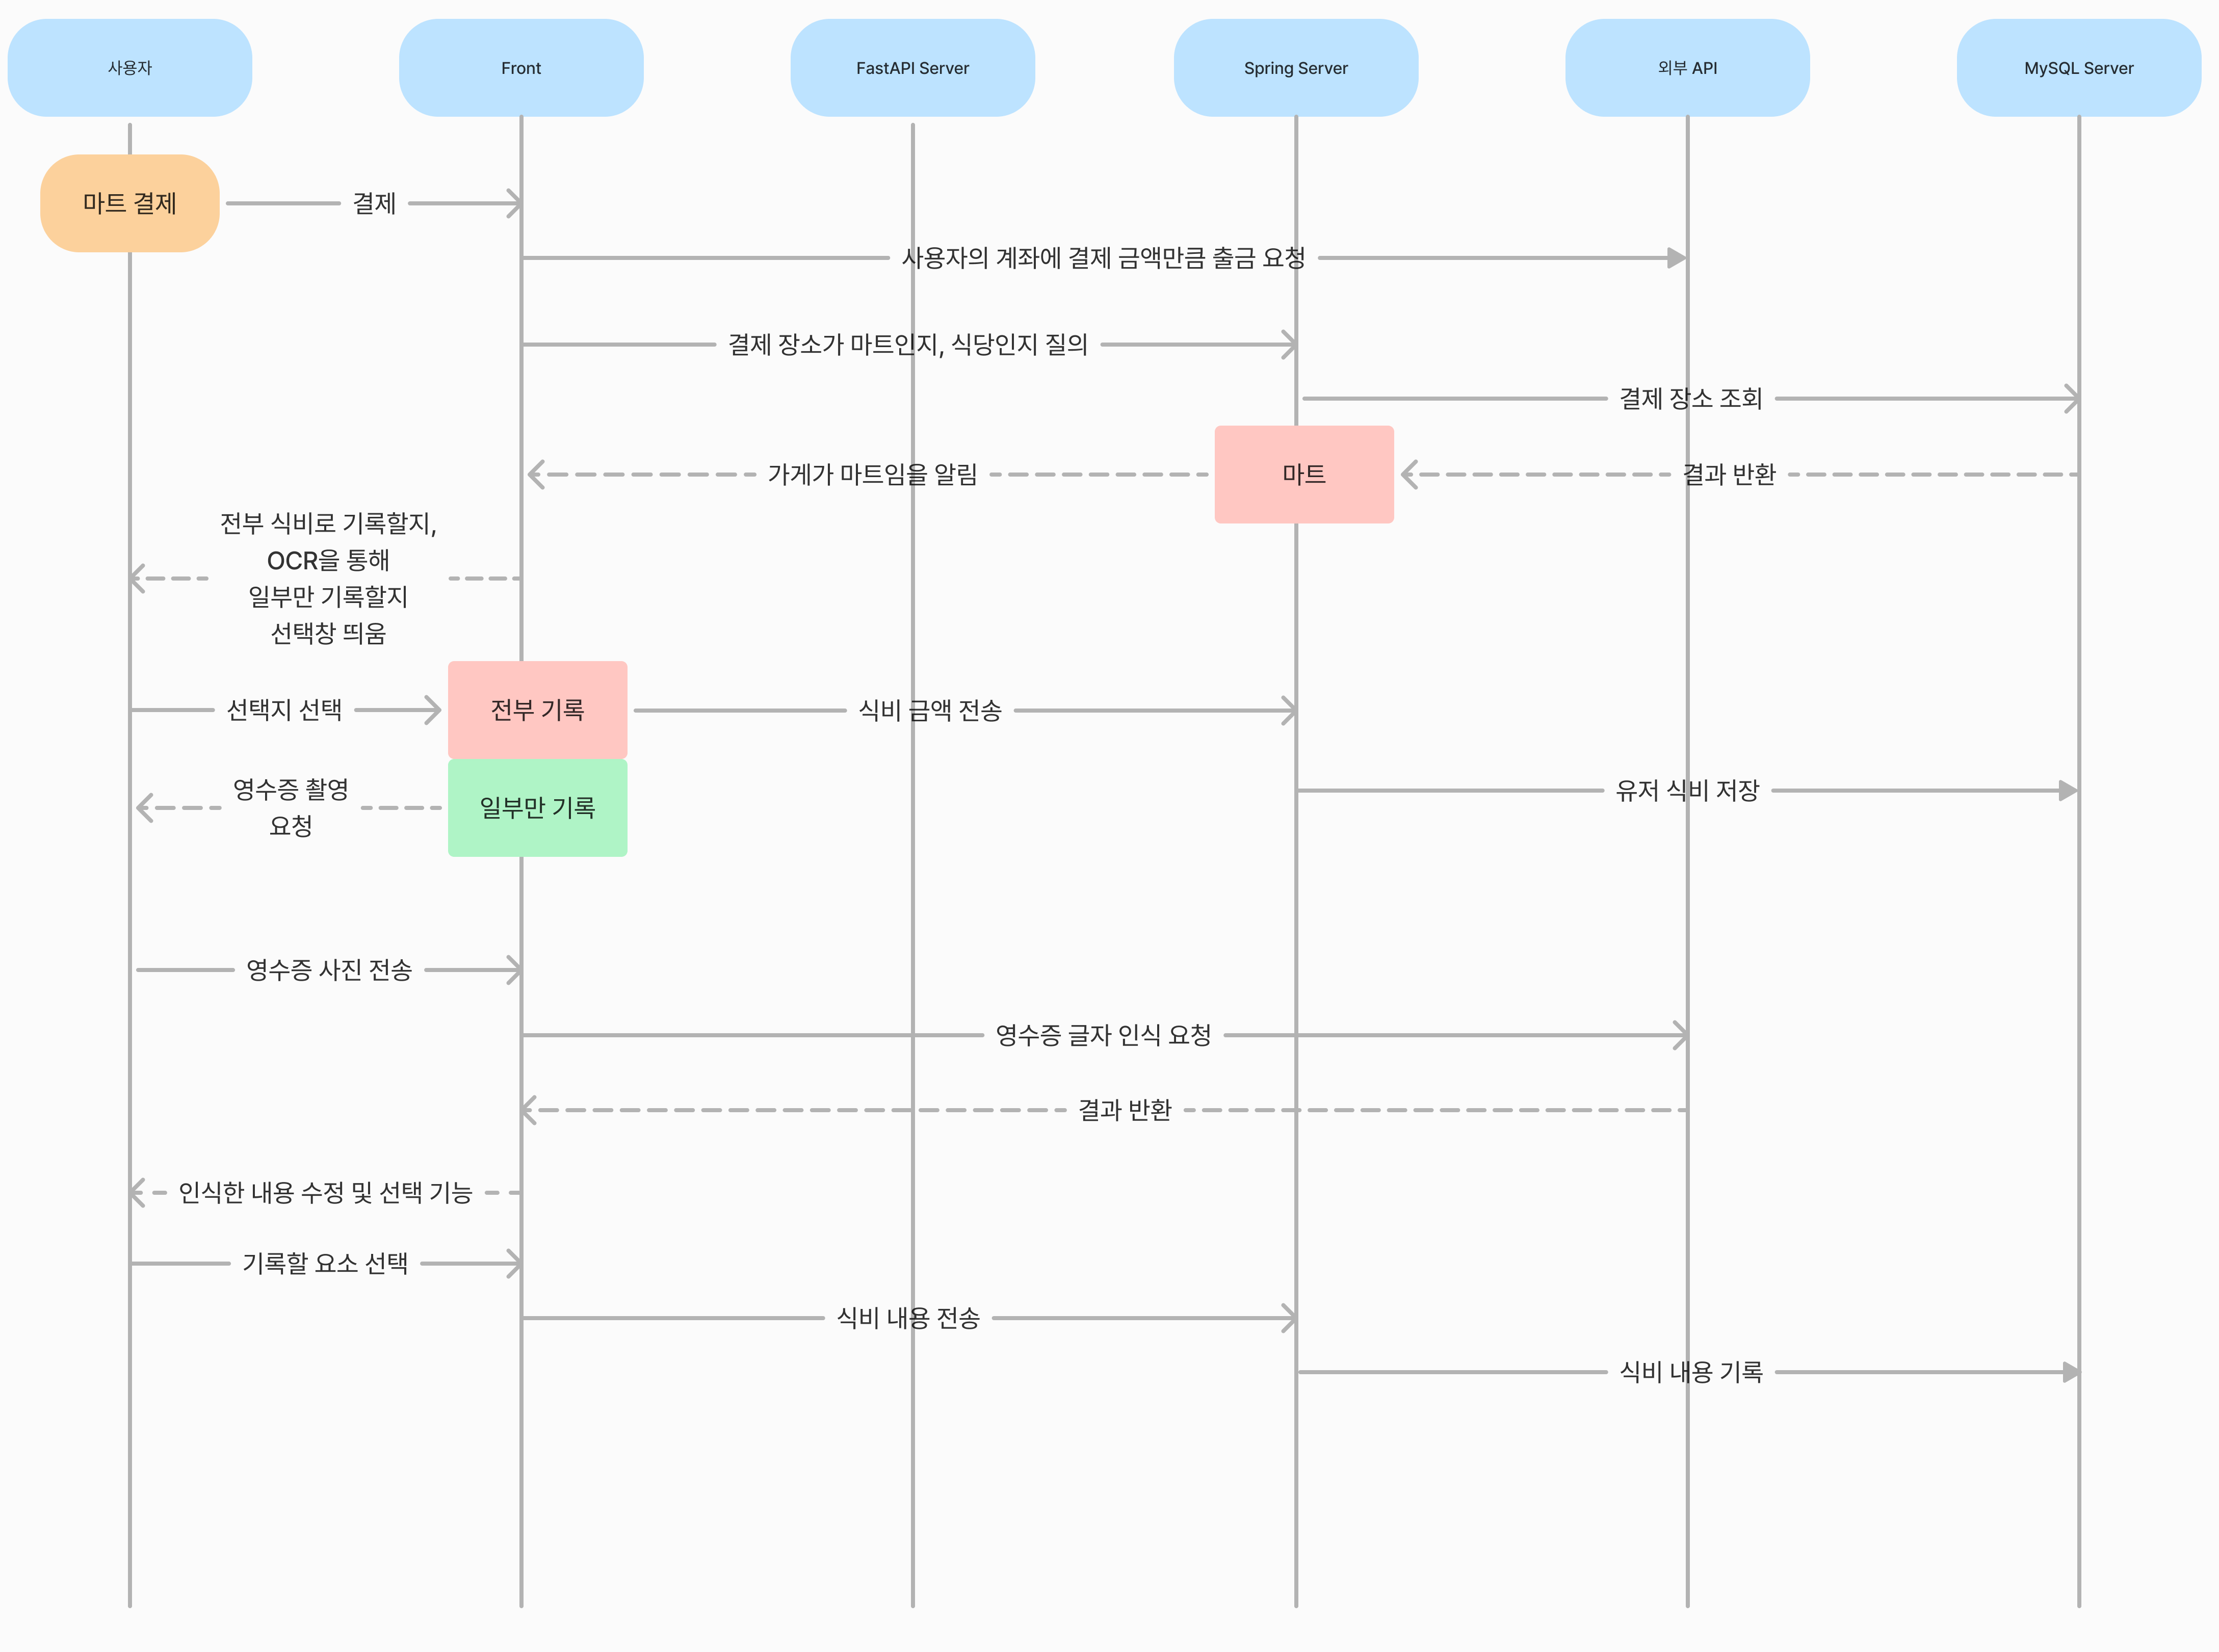 사용자
Front
FastAPI Server
Spring Server
외부 API
MySQL Server
마트 결제
결제
사용자의 계좌에 결제 금액만큼 출금 요청
결제 장소가 마트인지, 식당인지 질의
결제 장소 조회
가게가 마트임을 알림
마트
결과 반환
전부 식비로 기록할지,
OCR을 통해
일부만 기록할지
선택창 띄움
선택지 선택
전부 기록
식비 금액 전송
영수증 촬영
요청
일부만 기록
유저 식비 저장
영수증 사진 전송
영수증 글자 인식 요청
결과 반환
인식한 내용 수정 및 선택 기능
기록할 요소 선택
식비 내용 전송
식비 내용 기록